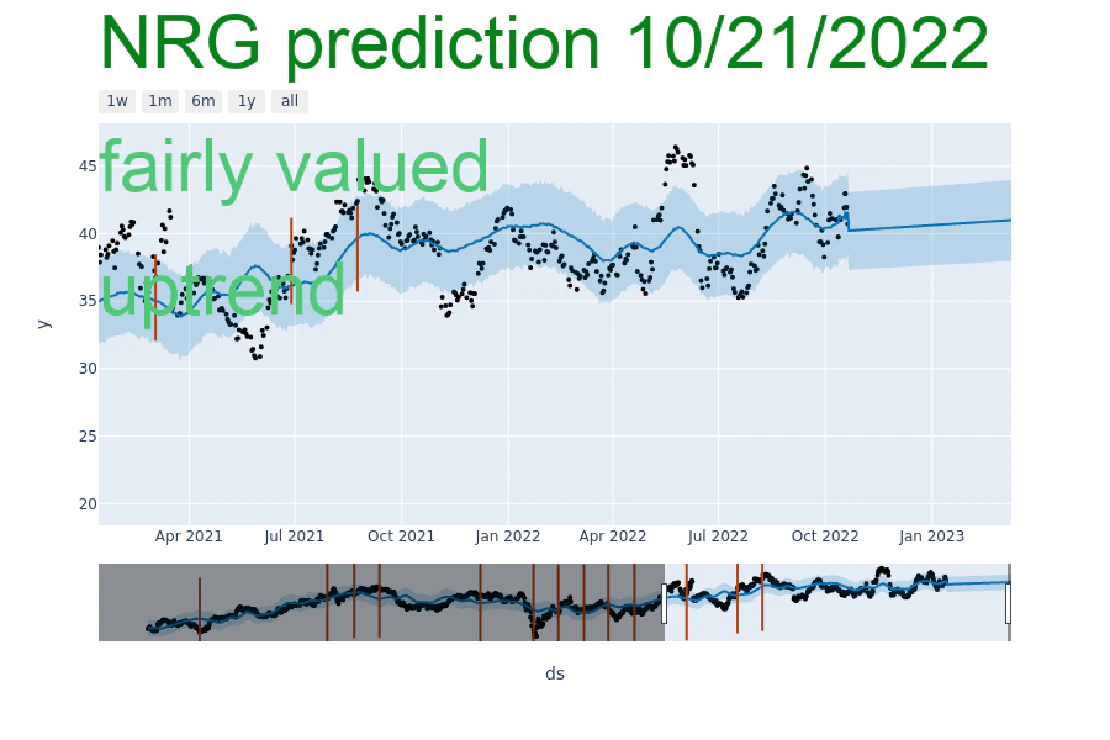 NRG prediction 10/21/2022
1w 1m 6m 1y all
fairly valued
uptrend
45
40
35
30
25
20
y
Apr 2021 Jul 2021 Oct 2021 Jan 2022 Apr 2022 Jul 2022 Oct 2022 Jan 2023
ds